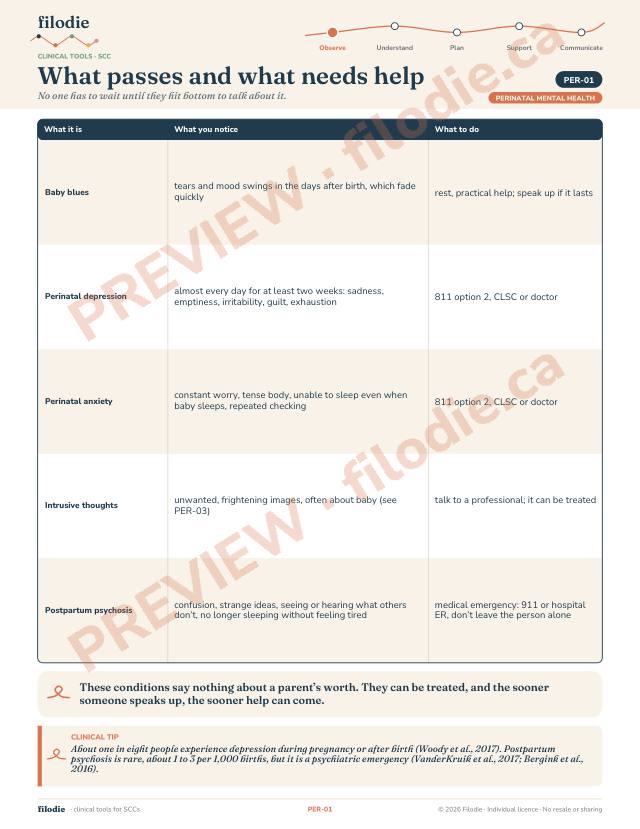 filodie
CLINICAL TOOLS · SCC
Observe Understand Plan Support Communicate
What passes and what needs help
No one has to wait until they hit bottom to talk about it.
PER-01
PERINATAL MENTAL HEALTH
What it is What you notice What to do
Baby blues
tears and mood swings in the days after birth, which fade
quickly
rest, practical help; speak up if it lasts
Perinatal depression
almost every day for at least two weeks: sadness,
emptiness, irritability, guilt, exhaustion
811 option 2, CLSC or doctor
Perinatal anxiety
constant worry, tense body, unable to sleep even when
baby sleeps, repeated checking
811 option 2, CLSC or doctor
Intrusive thoughts
unwanted, frightening images, often about baby (see
PER-03)
talk to a professional; it can be treated
Postpartum psychosis
confusion, strange ideas, seeing or hearing what others
don't, no longer sleeping without feeling tired
medical emergency: 911 or hospital
ER, don't leave the person alone
PREVIEW · filodie.ca
PREVIEW · filodie.ca
These conditions say nothing about a parent's worth. They can be treated, and the sooner
someone speaks up, the sooner help can come.
CLINICAL TIP
About one in eight people experience depression during pregnancy or after birth (Woody et al., 2017). Postpartum
psychosis is rare, about 1 to 3 per 1,000 births, but it is a psychiatric emergency (VanderKruik et al., 2017; Bergink et al.,
2016).
filodie · clinical tools for SCCs PER-01 © 2026 Filodie · Individual licence · No resale or sharing